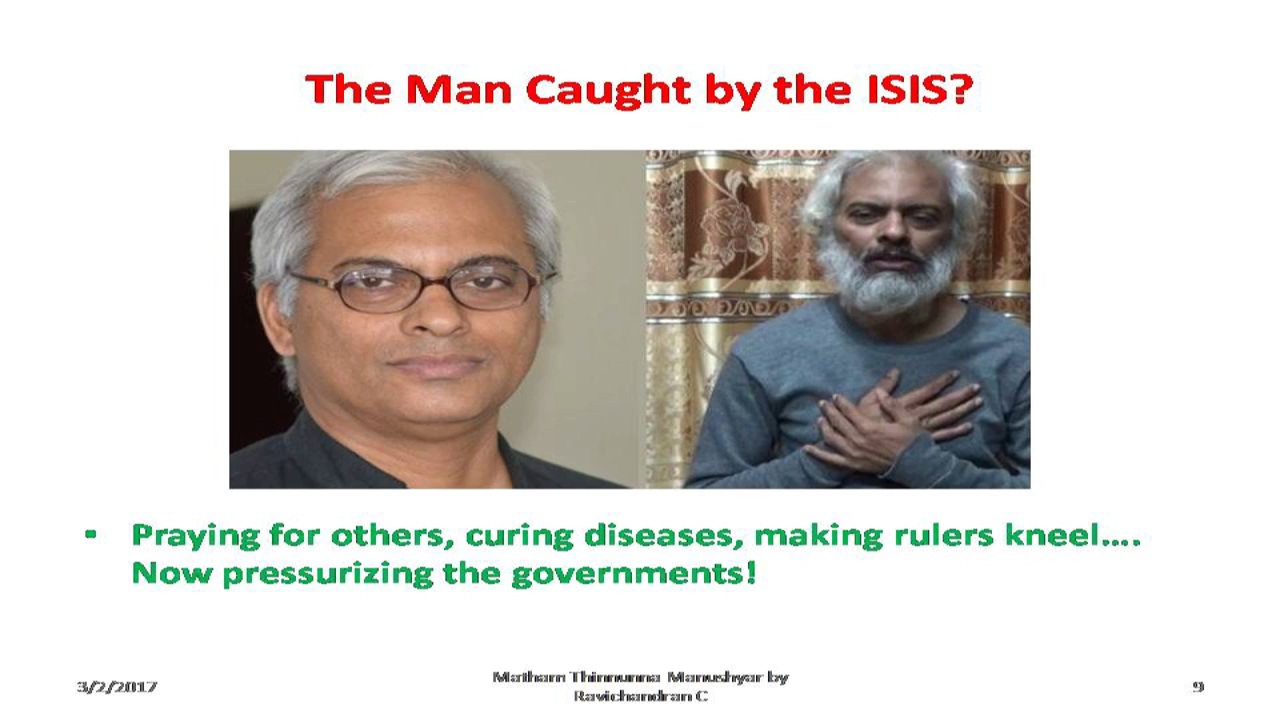 The Man Caught by the ISIS?
▪ Praying for others, curing diseases, making rulers kneel....
Now pressurizing the governments!
3/2/2017
Matham Thinnunna Manushyar by
Ravichandran C
9